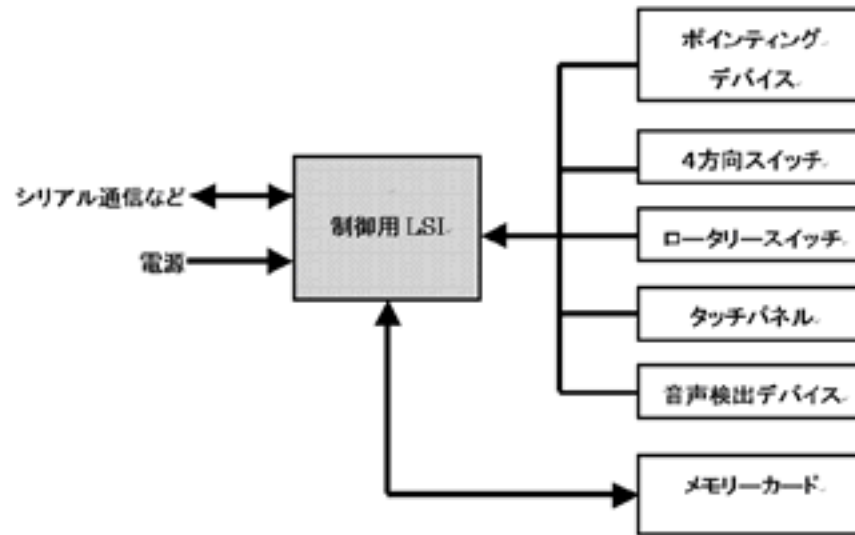 ポインティング
デバイス
4方向スイッチ
シリアル通信など
制御用LSI
ロータリースイッチ
電源
タッチパネル
音声検出デバイス
メモリーカード